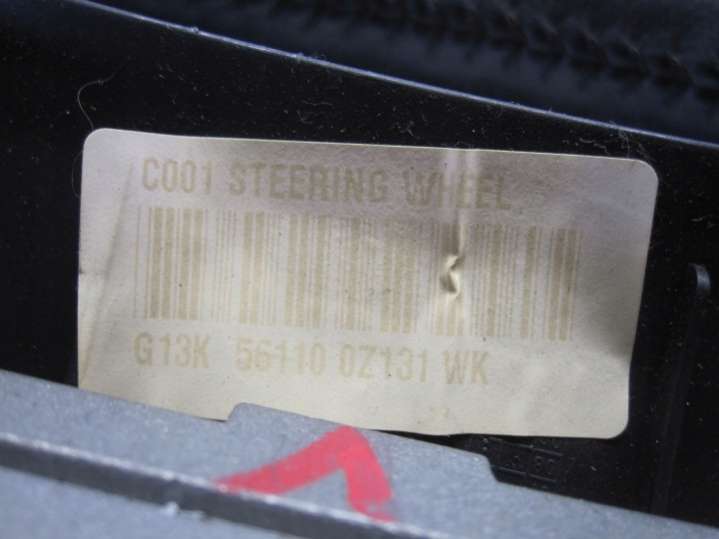 C001 STEERING WHEEL
G13K 56110 0Z131 WK